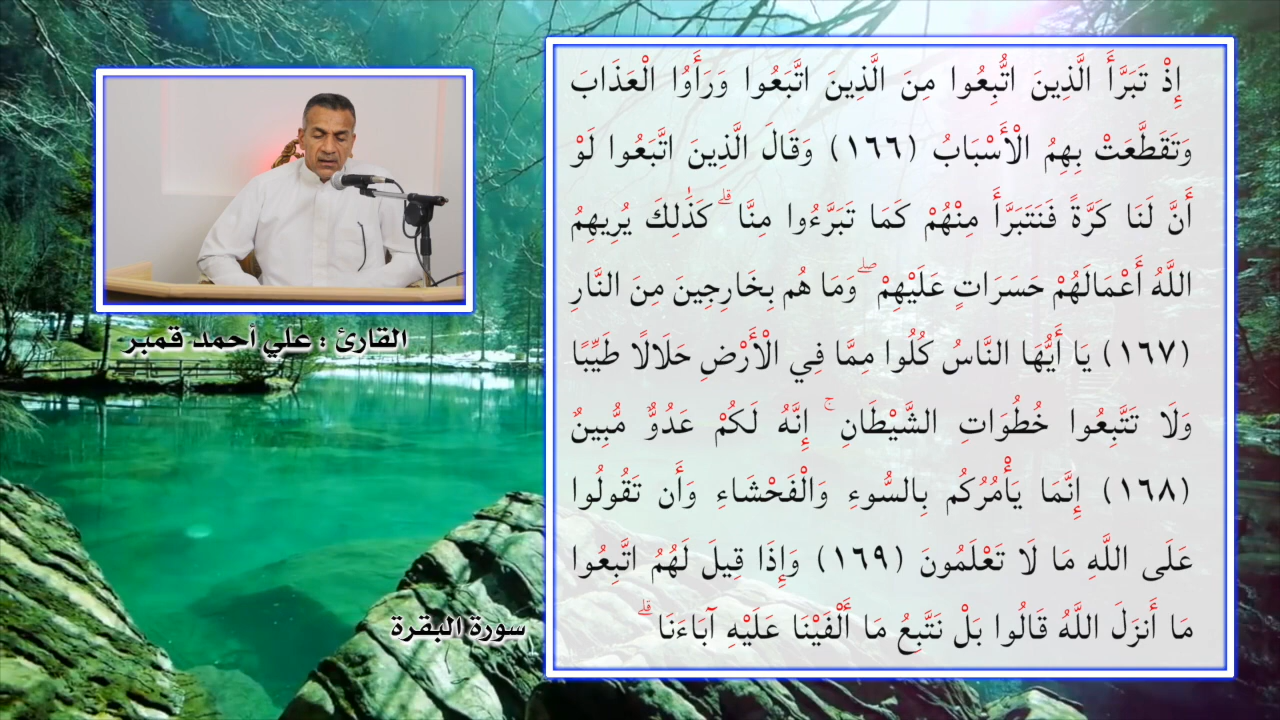 إِذْ تَبَرَّأَ الَّذِينَ اتُّبِعُوا مِنَ الَّذِينَ اتَّبَعُوا وَرَأَوُا الْعَذَابَ
وَتَقَطَّعَتْ بِهِمُ الْأَسْبَابُ (١٦٦) وَقَالَ الَّذِينَ اتَّبَعُوا لَوْ
أَنَّ لَنَا كَرَّةً فَنَتَبَرَّأَ مِنْهُمْ كَمَا تَبَرَّءُوا مِنَّا ۗ كَذَٰلِكَ يُرِيهِمُ
اللَّهُ أَعْمَالَهُمْ حَسَرَاتٍ عَلَيْهِمْ ۖ وَمَا هُم بِخَارِجِينَ مِنَ النَّارِ
(١٦٧) يَا أَيُّهَا النَّاسُ كُلُوا مِمَّا فِي الْأَرْضِ حَلَالًا طَيِّبًا
وَلَا تَتَّبِعُوا خُطُوَاتِ الشَّيْطَانِ ۚ إِنَّهُ لَكُمْ عَدُوٌّ مُّبِينٌ
(١٦٨) إِنَّمَا يَأْمُرُكُم بِالسُّوءِ وَالْفَحْشَاءِ وَأَن تَقُولُوا
عَلَى اللَّهِ مَا لَا تَعْلَمُونَ (١٦٩) وَإِذَا قِيلَ لَهُمُ اتَّبِعُوا
مَا أَنزَلَ اللَّهُ قَالُوا بَلْ نَتَّبِعُ مَا أَلْفَيْنَا عَلَيْهِ آبَاءَنَا ۗ
القارئ : علي أحمد قمبر
سورة البقرة